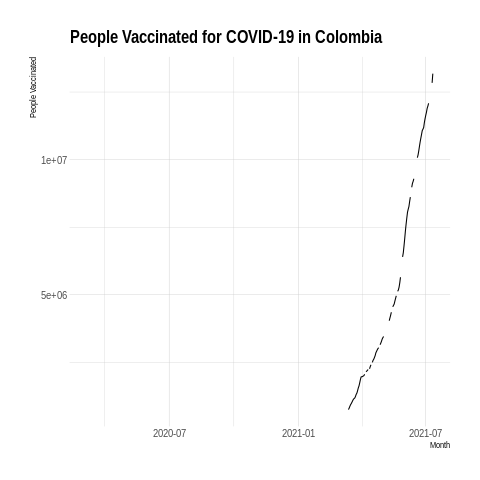 People Vaccinated for COVID-19 in Colombia
People Vaccinated
1e+07
5e+06
2020-07
2021-01
2021-07
Month